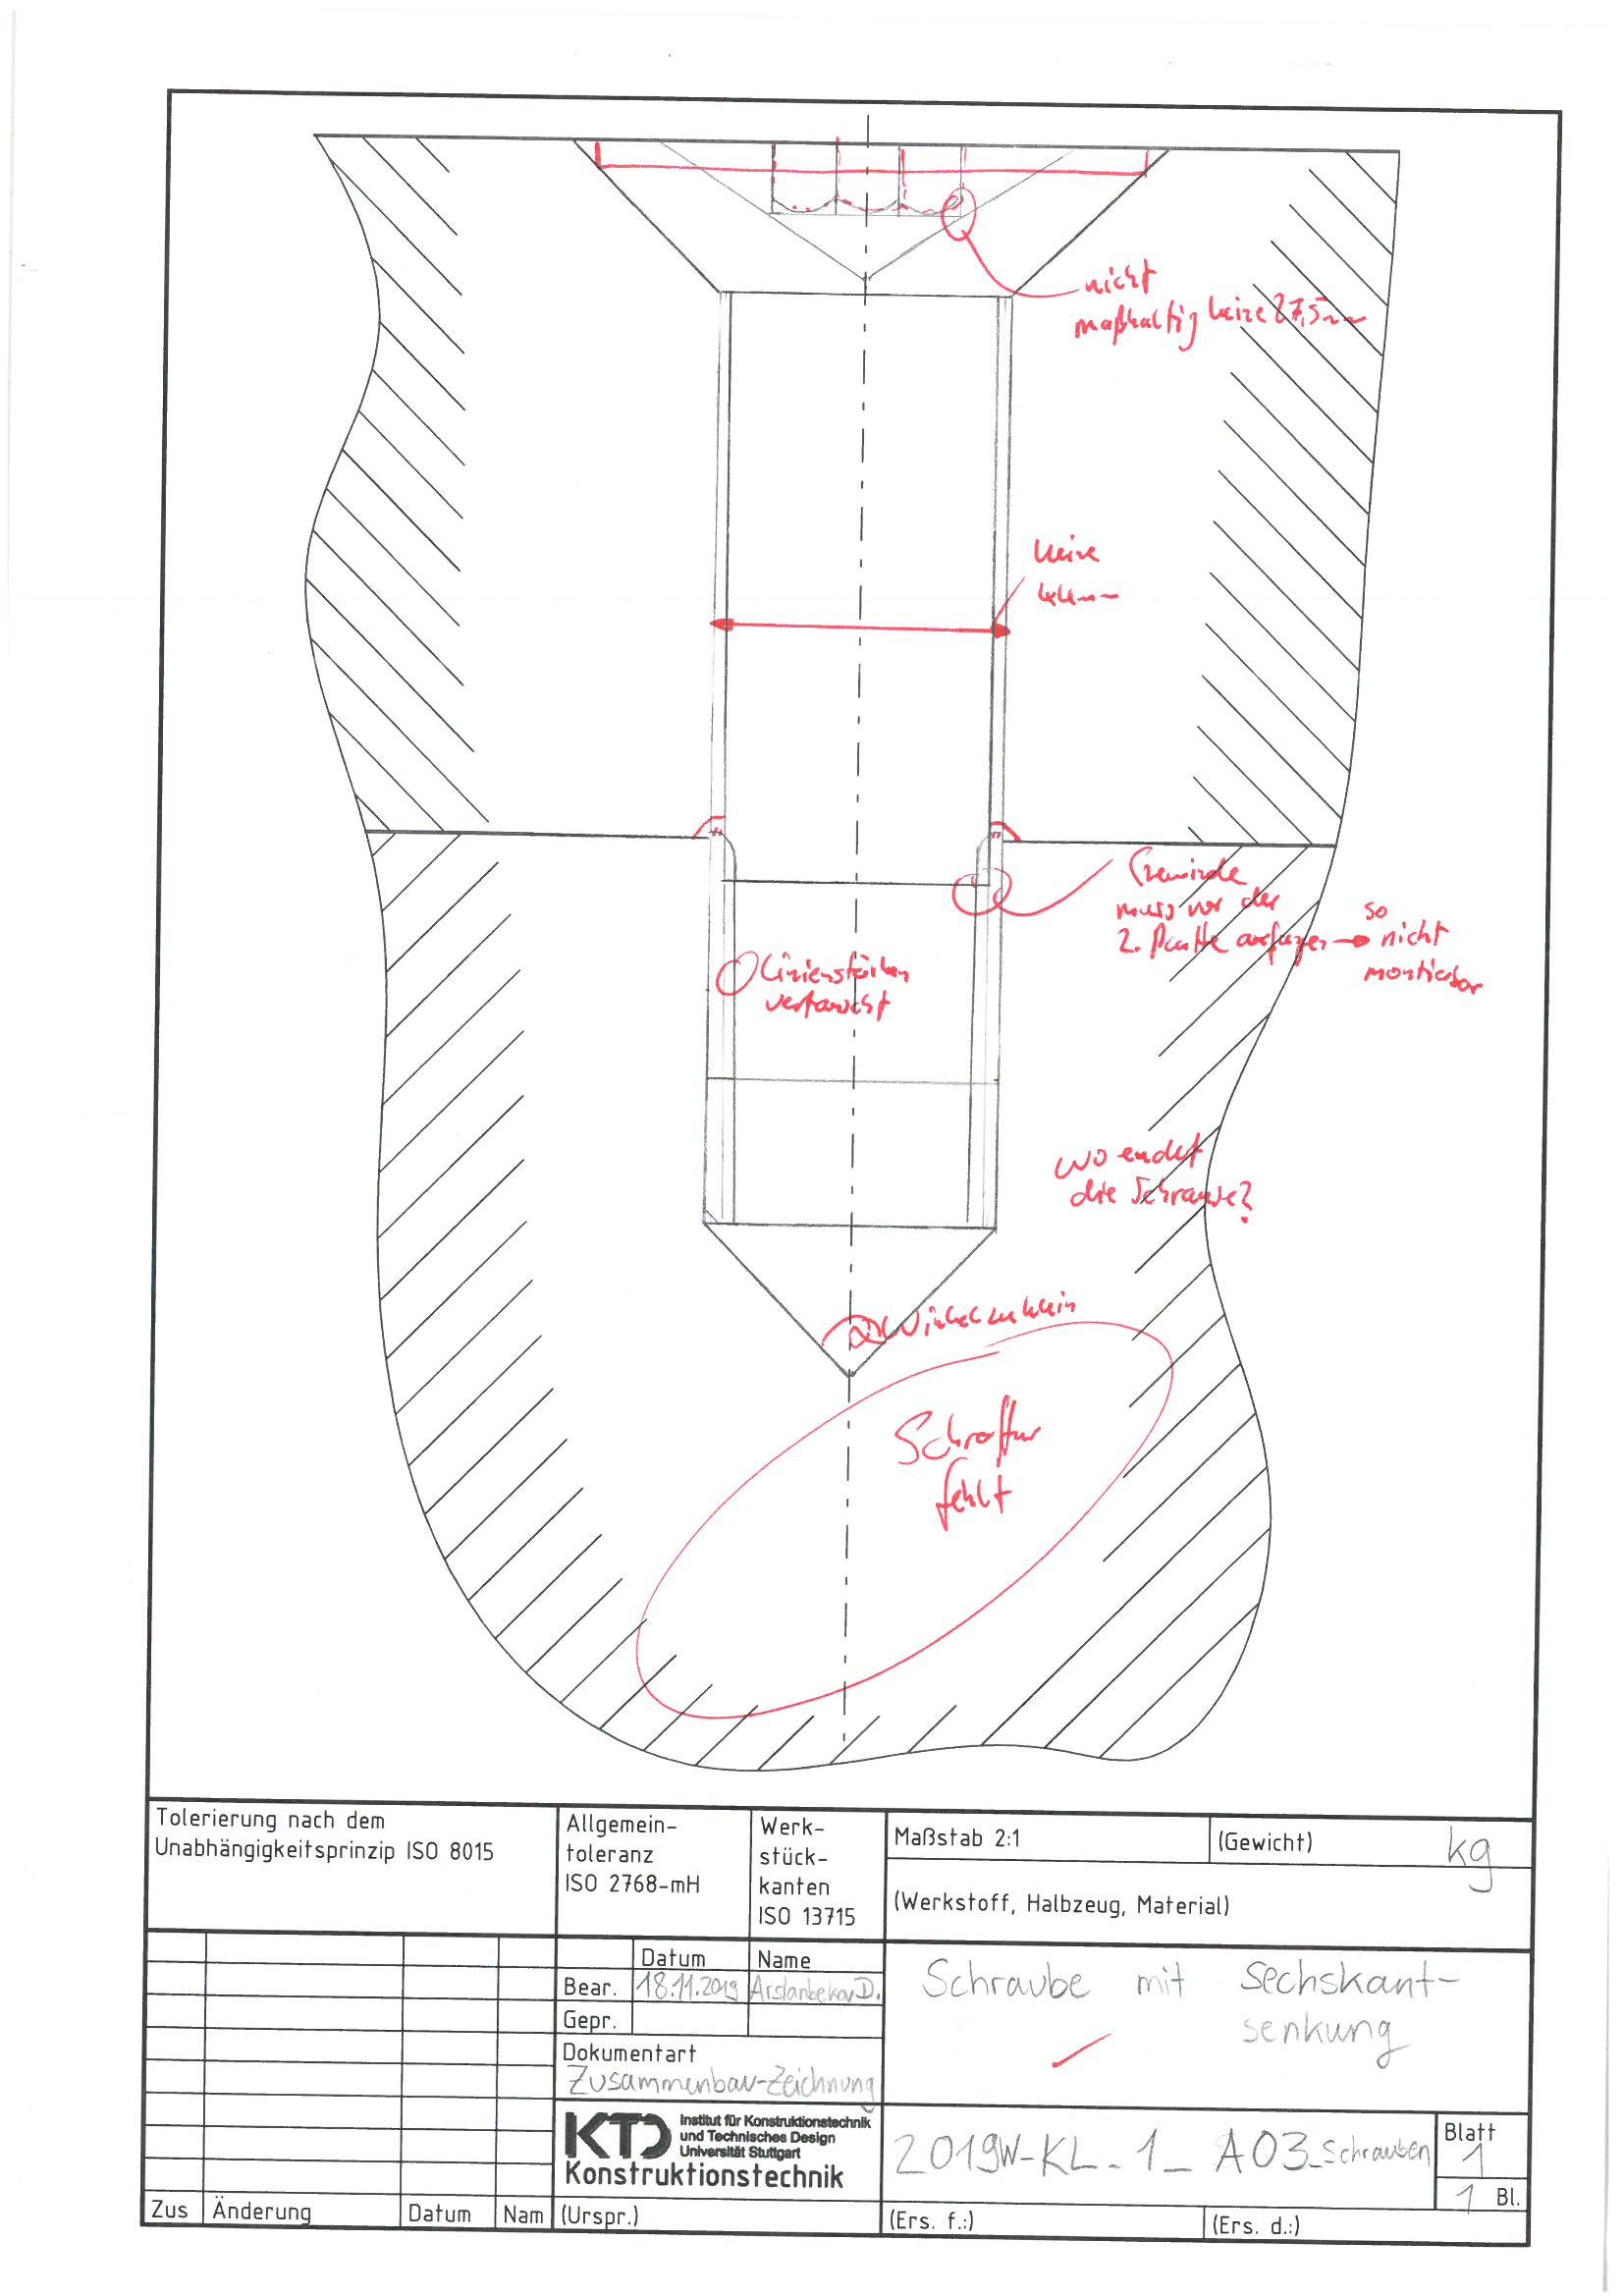 nicht
maßhaltig keine 27,5mm
keine
Gewinde
muss vor der
2. Platte anfangen → so nicht montierbar
Linienstärken
vertauscht
wo endet
die Schraube?
Winkel zu klein
Schraffur
fehlt
Tolerierung nach dem
Unabhängigkeitsprinzip ISO 8015
Allgemein-
toleranz
ISO 2768-mH
Werk-
stück-
kanten
ISO 13715
Maßstab 2:1
(Gewicht) kg
(Werkstoff, Halbzeug, Material)
Datum Name
Bear. 18.11.2019 Arslanbekov D.
Gepr.
Dokumentart
Zusammenbau-Zeichnung
Schraube mit Sechskant-
senkung
KTD Institut für Konstruktionstechnik
und Technisches Design
Universität Stuttgart
Konstruktionstechnik
2019W-KL_1_A03_Schrauben
Blatt
1
1 Bl.
Zus Änderung Datum Nam (Urspr.) (Ers. f.:) (Ers. d.:)